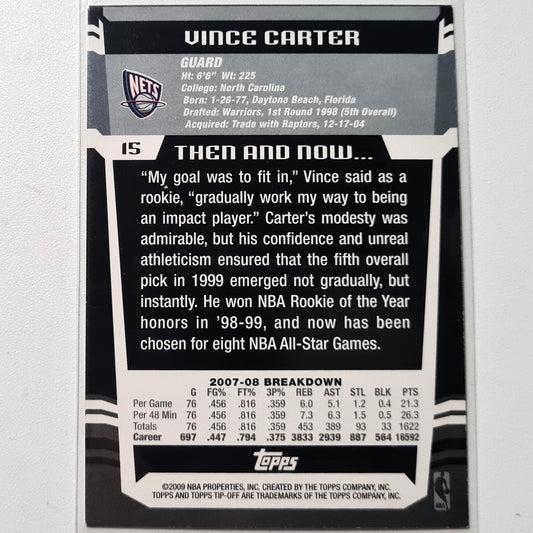 VINCE CARTER
GUARD
Ht: 6'6" Wt: 225
College: North Carolina
Born: 1-26-77, Daytona Beach, Florida
Drafted: Warriors, 1st Round 1998 (5th Overall)
Acquired: Trade with Raptors, 12-17-04
NETS
15 THEN AND NOW...
"My goal was to fit in," Vince said as a
rookie, "gradually work my way to being
an impact player." Carter's modesty was
admirable, but his confidence and unreal
athleticism ensured that the fifth overall
pick in 1999 emerged not gradually, but
instantly. He won NBA Rookie of the Year
honors in '98-99, and now has been
chosen for eight NBA All-Star Games.
2007-08 BREAKDOWN
G FG% FT% 3P% REB AST STL BLK PTS
Per Game 76 .456 .816 .359 6.0 5.1 1.2 0.4 21.3
Per 48 Min 76 .456 .816 .359 7.3 6.3 1.5 0.5 26.3
Totals 76 .456 .816 .359 453 389 93 33 1622
Career 697 .447 .794 .375 3833 2939 887 564 16592
Topps
©2009 NBA PROPERTIES, INC. CREATED BY THE TOPPS COMPANY, INC.
TOPPS AND TOPPS TIP-OFF ARE TRADEMARKS OF THE TOPPS COMPANY, INC.